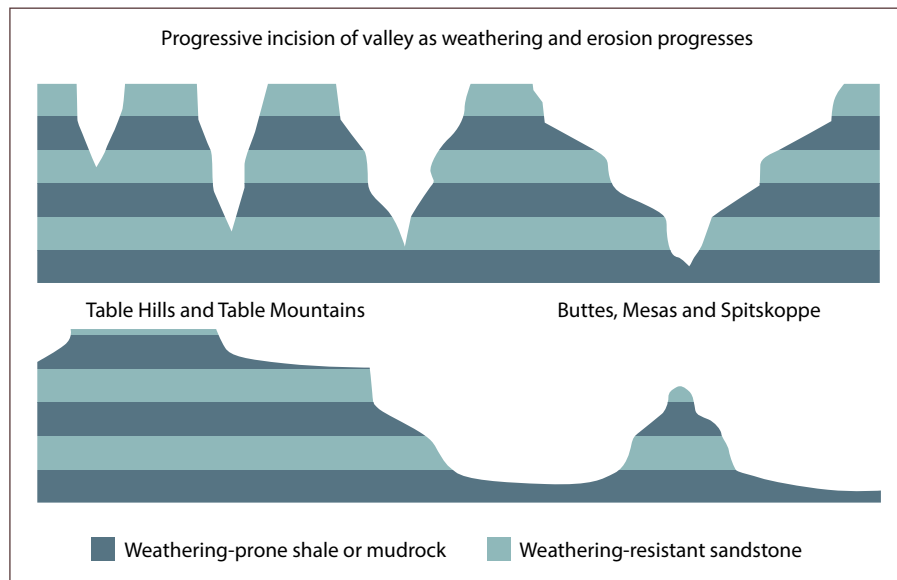 Progressive incision of valley as weathering and erosion progresses
Table Hills and Table Mountains
Buttes, Mesas and Spitskoppe
Weathering-prone shale or mudrock
Weathering-resistant sandstone